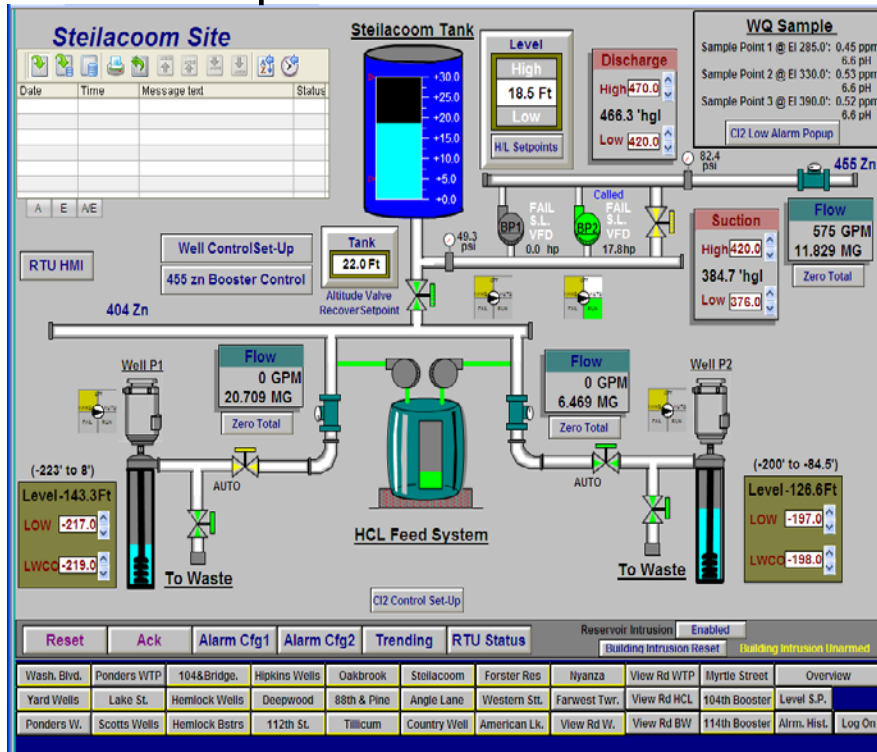 Steilacoom Site
Date Time Message text Status
A E A/E
RTU HMI
Well ControlSet-Up
455 zn Booster Control
Steilacoom Tank
+30.0
+25.0
+20.0
+15.0
+10.0
+5.0
+0.0
Level
High
18.5 Ft
Low
H/L Setpoints
Discharge
High 470.0
466.3 'hgl
Low 420.0
WQ Sample
Sample Point 1 @ El 285.0': 0.45 ppm
6.6 pH
Sample Point 2 @ El 330.0': 0.53 ppm
6.6 pH
Sample Point 3 @ El 390.0': 0.52 ppm
6.6 pH
Cl2 Low Alarm Popup
82.4
psi
455 Zn
49.3
psi
BP1
FAIL
S.L.
VFD
0.0 hp
Called
BP2
FAIL
S.L.
VFD
17.8hp
Suction
High 420.0
384.7 'hgl
Low 376.0
Flow
575 GPM
11.829 MG
Zero Total
Tank
22.0 Ft
Altitude Valve
Recover Setpoint
404 Zn
Well P1
Flow
0 GPM
20.709 MG
Zero Total
Flow
0 GPM
6.469 MG
Zero Total
Well P2
(-223' to 8')
Level-143.3Ft
LOW -217.0
LWCO -219.0
AUTO
To Waste
HCL Feed System
AUTO
To Waste
(-200' to -84.5')
Level-126.6Ft
LOW -197.0
LWCO -198.0
Cl2 Control Set-Up
Reset Ack Alarm Cfg1 Alarm Cfg2 Trending RTU Status
Reservoir Intrusion Enabled
Building Intrusion Reset Building Intrusion Unarmed
Wash. Blvd. Ponders WTP 104&Bridge. Hipkins Wells Oakbrook Steilacoom Forster Res Nyanza View Rd WTP Myrtle Street Overview
Yard Wells Lake St. Hemlock Wells Deepwood 88th & Pine Angle Lane Western Stt. Farwest Twr. View Rd HCL 104th Booster Level S.P.
Ponders W. Scotts Wells Hemlock Bstrs 112th St. Tillicum Country Well American Lk. View Rd W. View Rd BW 114th Booster Alrm. Hist. Log On